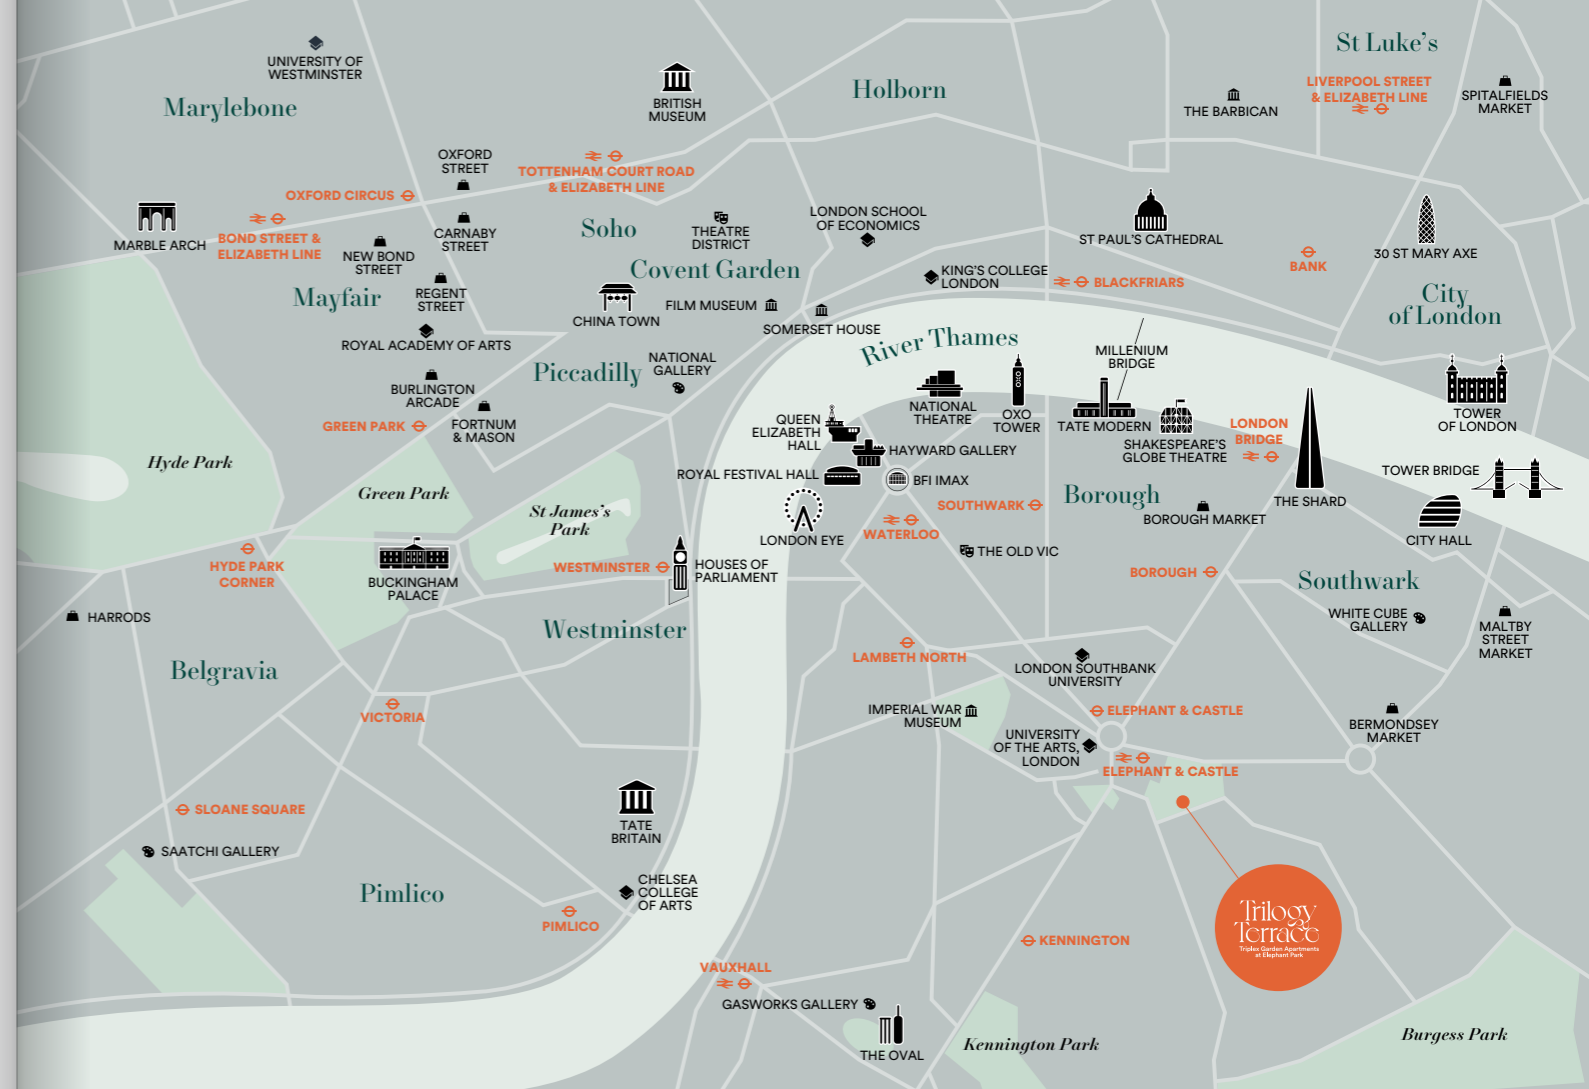 St Luke's
UNIVERSITY OF
WESTMINSTER
Marylebone
BRITISH
MUSEUM
Holborn
THE BARBICAN
LIVERPOOL STREET
& ELIZABETH LINE
SPITALFIELDS
MARKET
OXFORD
STREET
TOTTENHAM COURT ROAD
& ELIZABETH LINE
OXFORD CIRCUS
MARBLE ARCH
BOND STREET &
ELIZABETH LINE
NEW BOND
STREET
CARNABY
STREET
Soho
THEATRE
DISTRICT
LONDON SCHOOL
OF ECONOMICS
ST PAUL'S CATHEDRAL
BANK
30 ST MARY AXE
Covent Garden
KING'S COLLEGE
LONDON
BLACKFRIARS
Mayfair
REGENT
STREET
CHINA TOWN
FILM MUSEUM
SOMERSET HOUSE
City
of London
ROYAL ACADEMY OF ARTS
River Thames
MILLENIUM
BRIDGE
Piccadilly
NATIONAL
GALLERY
BURLINGTON
ARCADE
NATIONAL
THEATRE
OXO
OXO
TOWER
TATE MODERN
SHAKESPEARE'S
GLOBE THEATRE
LONDON
BRIDGE
TOWER
OF LONDON
GREEN PARK
FORTNUM
& MASON
QUEEN
ELIZABETH
HALL
HAYWARD GALLERY
Hyde Park
ROYAL FESTIVAL HALL
BFI IMAX
TOWER BRIDGE
Green Park
St James's
Park
SOUTHWARK
Borough
BOROUGH MARKET
THE SHARD
LONDON EYE
WATERLOO
CITY HALL
THE OLD VIC
HYDE PARK
CORNER
BUCKINGHAM
PALACE
WESTMINSTER
HOUSES OF
PARLIAMENT
BOROUGH
Southwark
HARRODS
WHITE CUBE
GALLERY
MALTBY
STREET
MARKET
Westminster
LAMBETH NORTH
LONDON SOUTHBANK
UNIVERSITY
Belgravia
VICTORIA
IMPERIAL WAR
MUSEUM
ELEPHANT & CASTLE
BERMONDSEY
MARKET
UNIVERSITY
OF THE ARTS,
LONDON
ELEPHANT & CASTLE
SLOANE SQUARE
TATE
BRITAIN
SAATCHI GALLERY
Pimlico
CHELSEA
COLLEGE
OF ARTS
PIMLICO
Trilogy
Terrace
Triplex Garden Apartments
at Elephant Park
KENNINGTON
VAUXHALL
GASWORKS GALLERY
THE OVAL
Kennington Park
Burgess Park